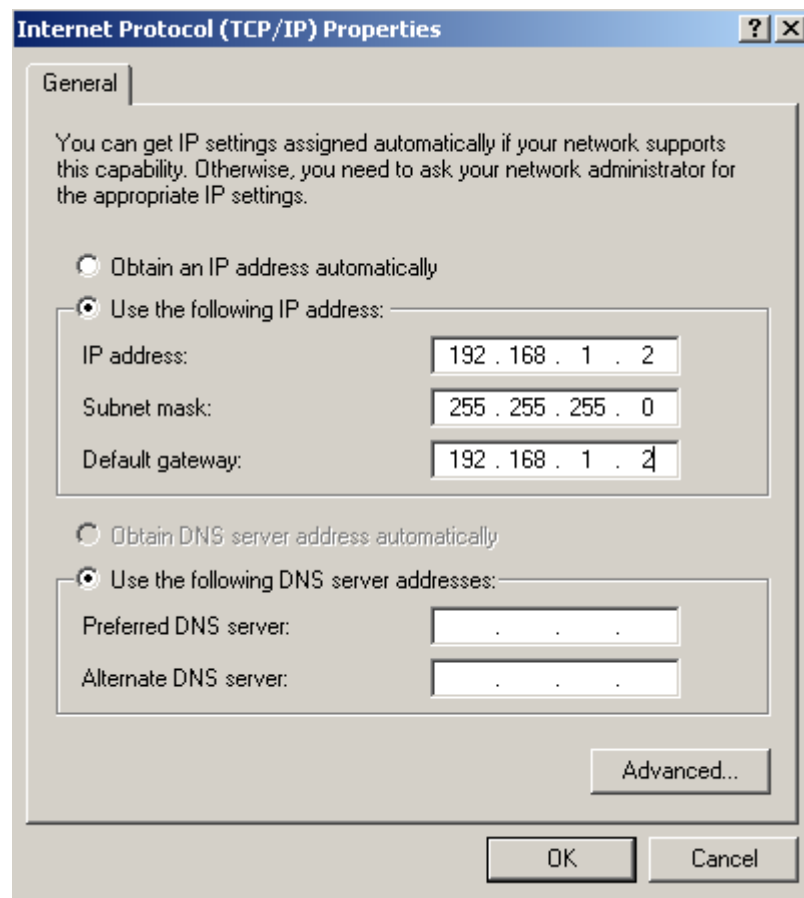 Internet Protocol (TCP/IP) Properties
General
You can get IP settings assigned automatically if your network supports
this capability. Otherwise, you need to ask your network administrator for
the appropriate IP settings.
Obtain an IP address automatically
Use the following IP address:
IP address: 192 . 168 . 1 . 2
Subnet mask: 255 . 255 . 255 . 0
Default gateway: 192 . 168 . 1 . 2
Obtain DNS server address automatically
Use the following DNS server addresses:
Preferred DNS server: . . .
Alternate DNS server: . . .
Advanced...
OK Cancel